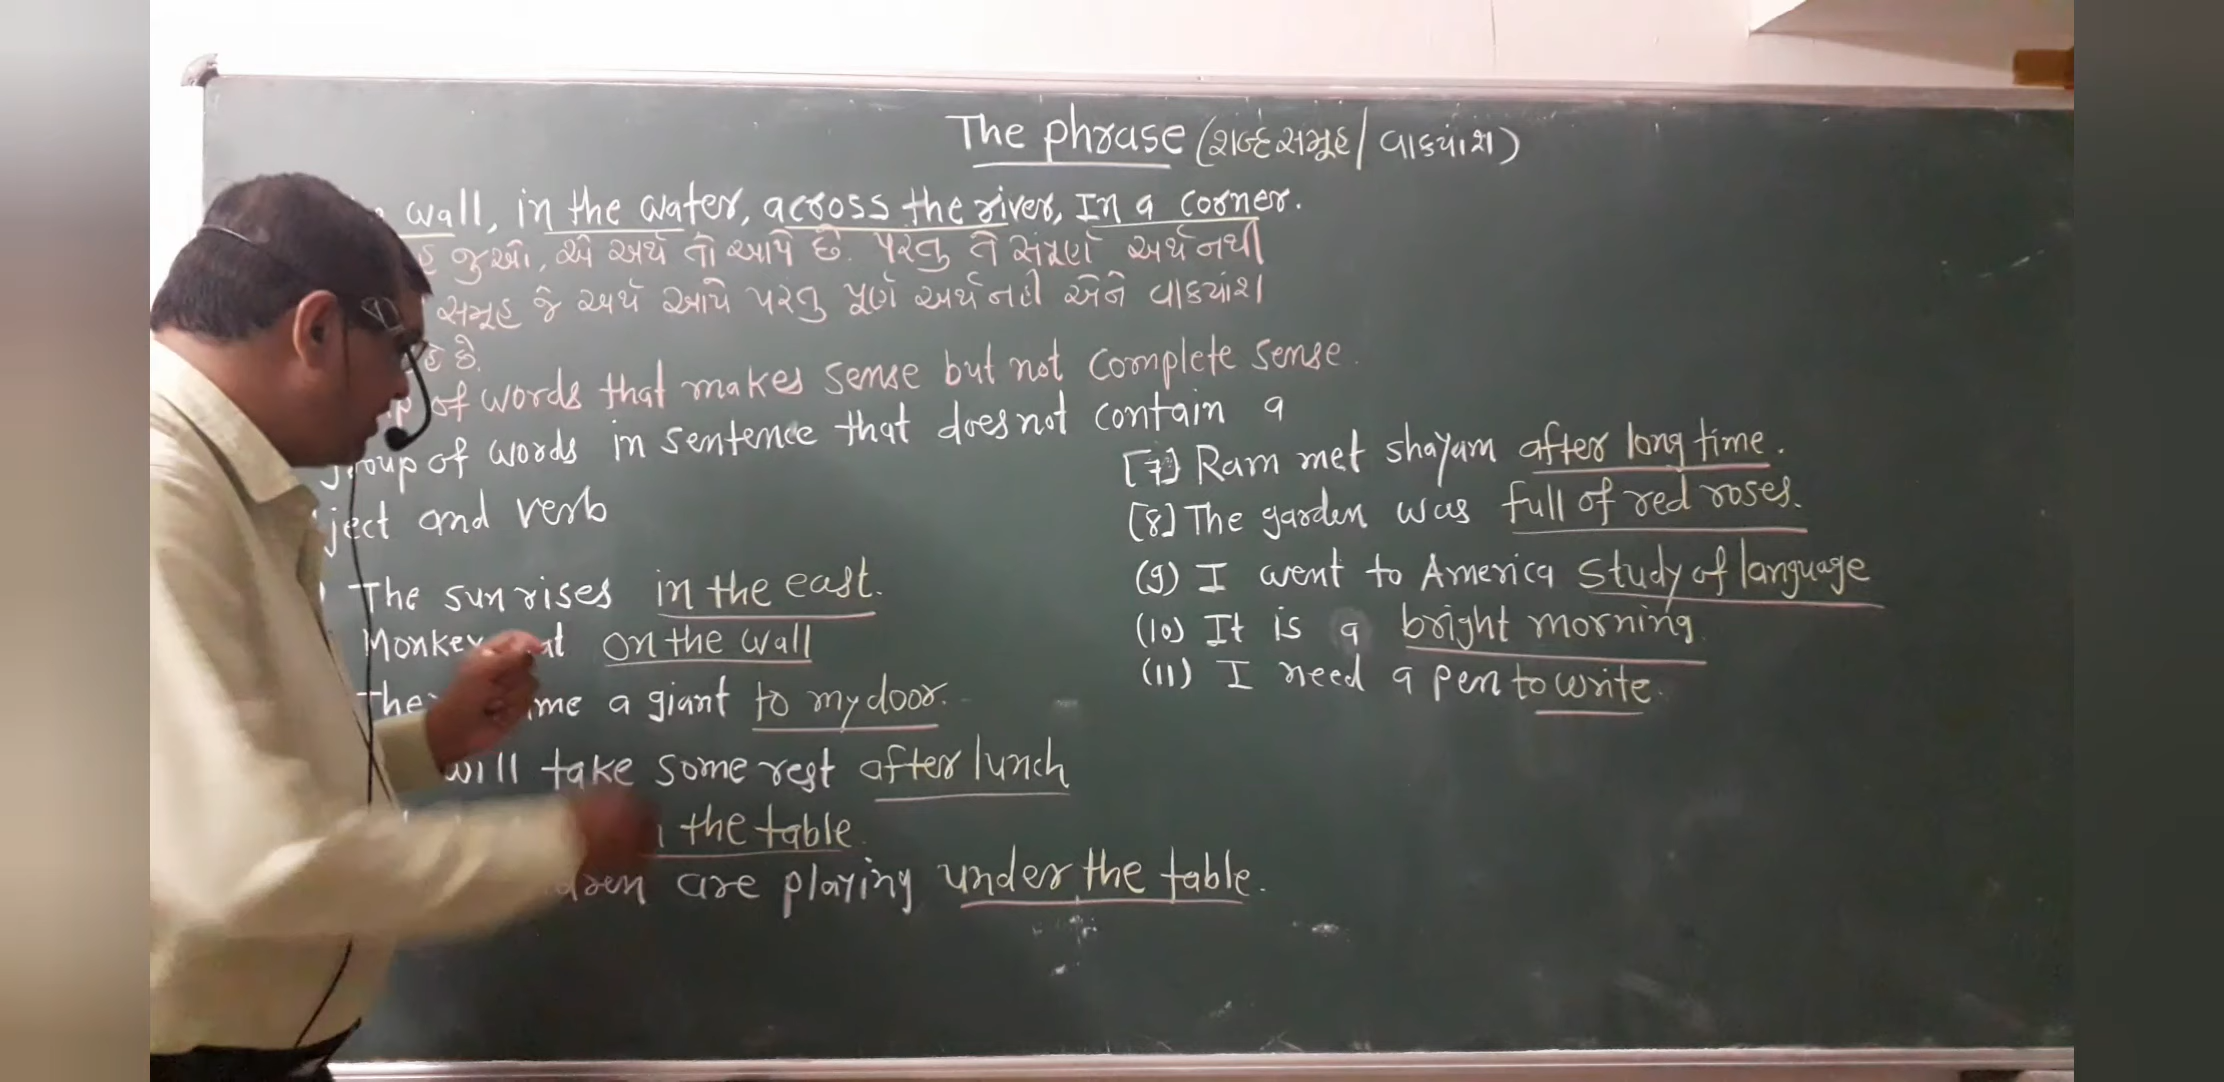 The phrase (શબ્દસમૂહ/ વાક્યાંશ)
wall, in the water, across the river, In a corner.
જુઓ, એ અર્થ તો આપે છે. પરંતુ તે સંપૂર્ણ અર્થ નથી
સમૂહ જે અર્થ આપે પરંતુ પૂર્ણ અર્થ નહી એને વાક્યાંશ
છે.
of words that makes sense but not complete sense.
group of words in sentence that does not contain a
ject and verb
The sun rises in the east.
Monkey on the wall
The me a giant to my door.
will take some rest after lunch
the table.
dren are playing under the table.
[7] Ram met shayam after long time.
[8] The garden was full of red roses.
(9) I went to America study of language
(10) It is a bright morning.
(11) I need a pen to write.